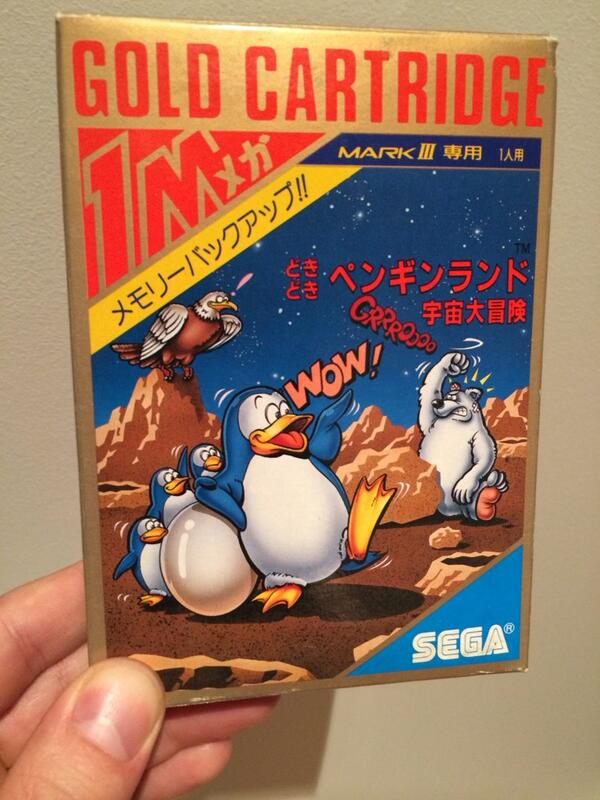 GOLD CARTRIDGE
1Mメガ
MARK III 専用 1人用
メモリーバックアップ!!
TM
どきどき ペンギンランド
宇宙大冒険
GRRROOOO
WOW!
SEGA®